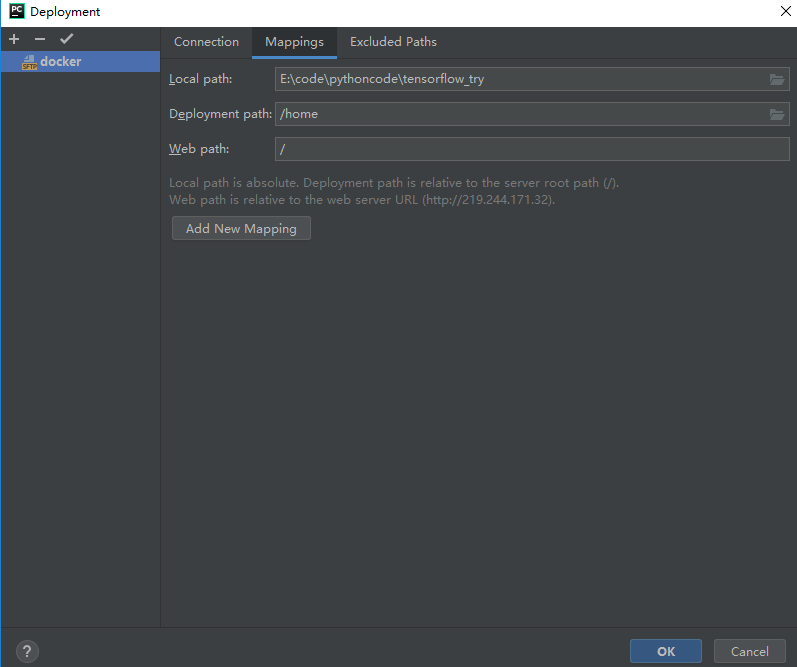 PC Deployment
docker
SFTP
Connection Mappings Excluded Paths
Local path: E:\code\pythoncode\tensorflow_try
Deployment path: /home
Web path: /
Local path is absolute. Deployment path is relative to the server root path (/).
Web path is relative to the web server URL (http://219.244.171.32).
Add New Mapping
? OK Cancel